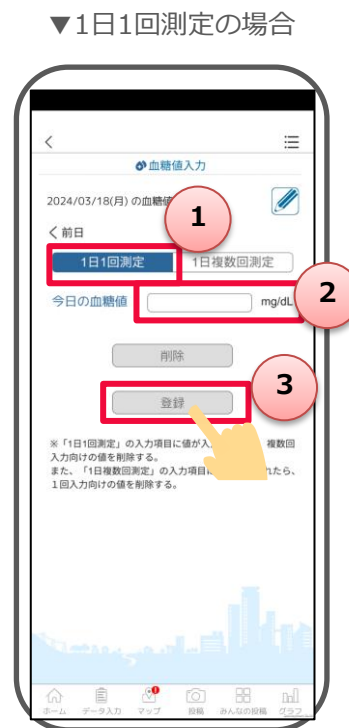 ▼1日1回測定の場合
血糖値入力
2024/03/18(月) の血糖値
1
＜前日
1日1回測定 1日複数回測定
今日の血糖値 mg/dL
2
削除
登録
3
※「1日1回測定」の入力項目に値が入 複数回
入力向けの値を削除する。
また、「1日複数回測定」の入力項目に れたら、
1回入力向けの値を削除する。
ホーム データ入力 マップ 投稿 みんなの投稿 グラフ